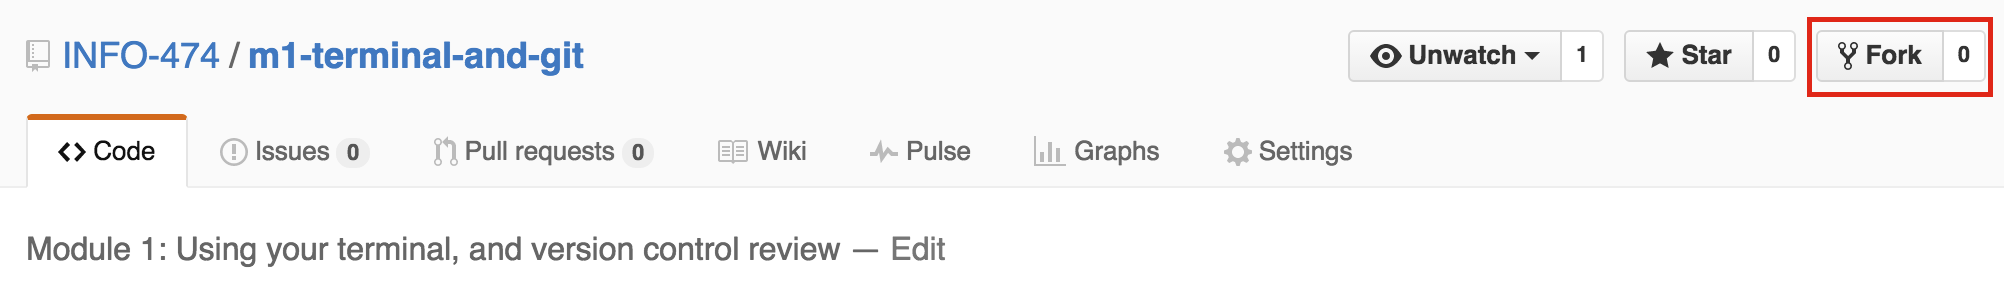 INFO-474 / m1-terminal-and-git Unwatch 1 Star 0 Fork 0
Code Issues 0 Pull requests 0 Wiki Pulse Graphs Settings
Module 1: Using your terminal, and version control review — Edit